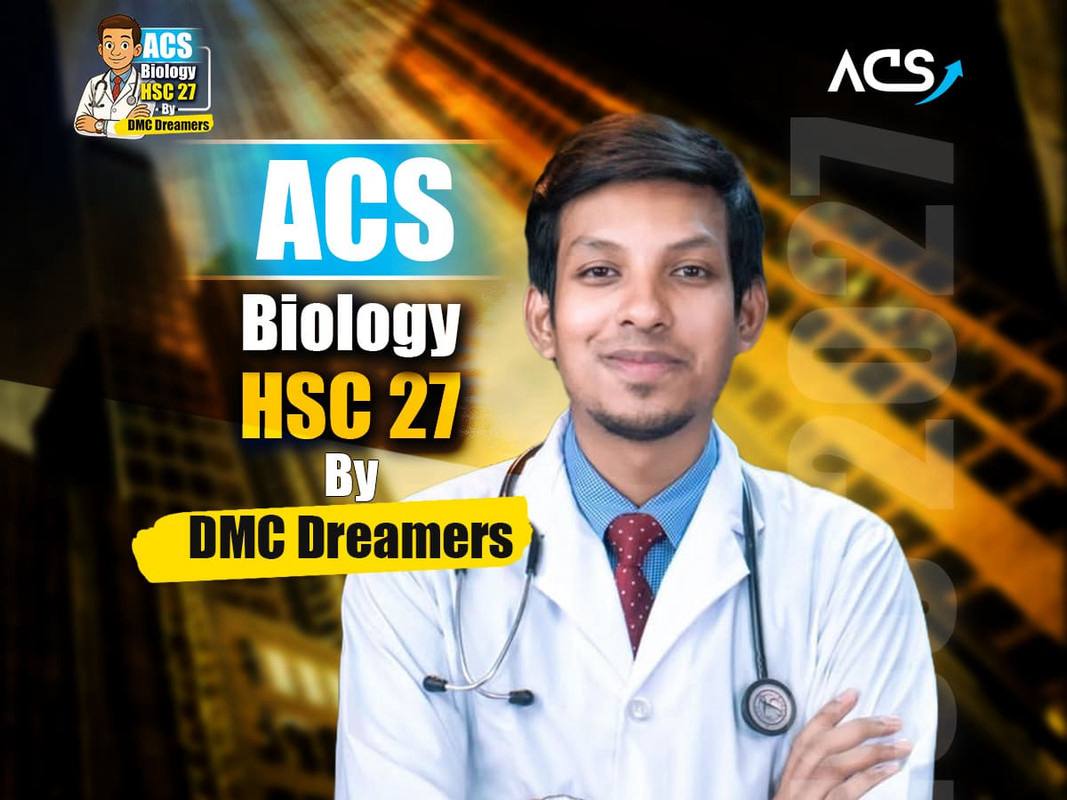 ACS
Biology
HSC 27
By
DMC Dreamers
ACS
ACS
Biology
HSC 27
By
DMC Dreamers
2027